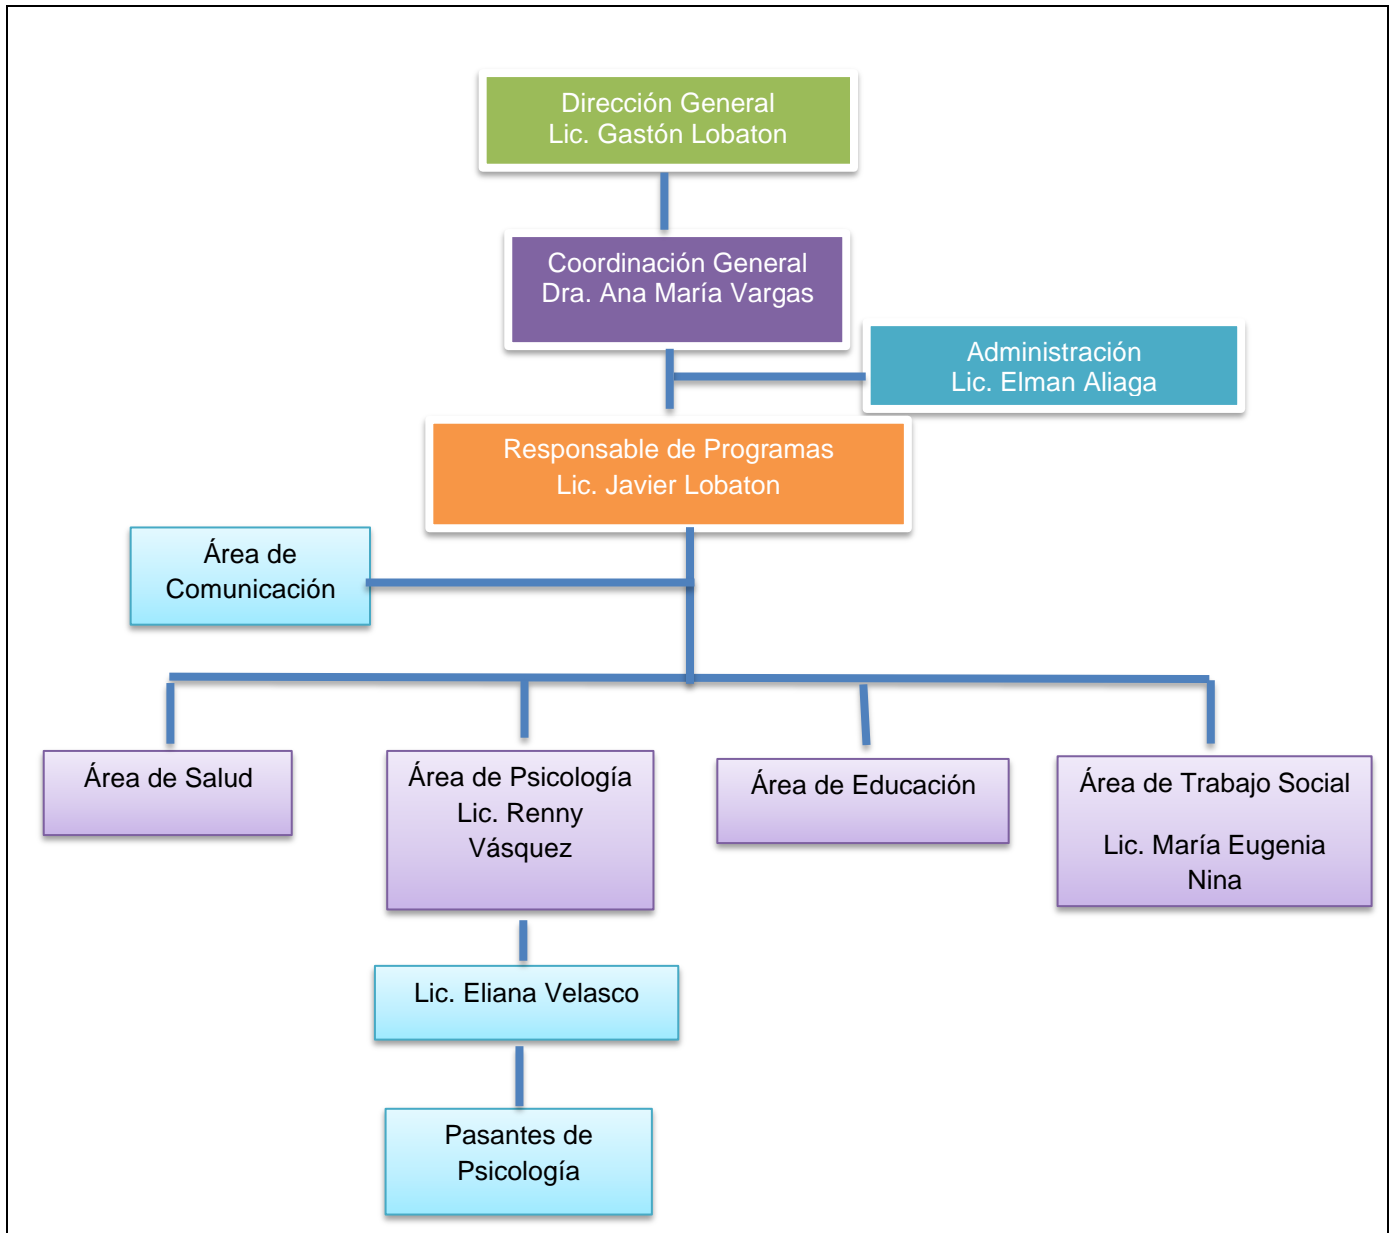 Dirección General
Lic. Gastón Lobaton
Coordinación General
Dra. Ana María Vargas
Administración
Lic. Elman Aliaga
Responsable de Programas
Lic. Javier Lobaton
Área de
Comunicación
Área de Salud
Área de Psicología
Lic. Renny
Vásquez
Área de Educación
Área de Trabajo Social
Lic. María Eugenia
Nina
Lic. Eliana Velasco
Pasantes de
Psicología